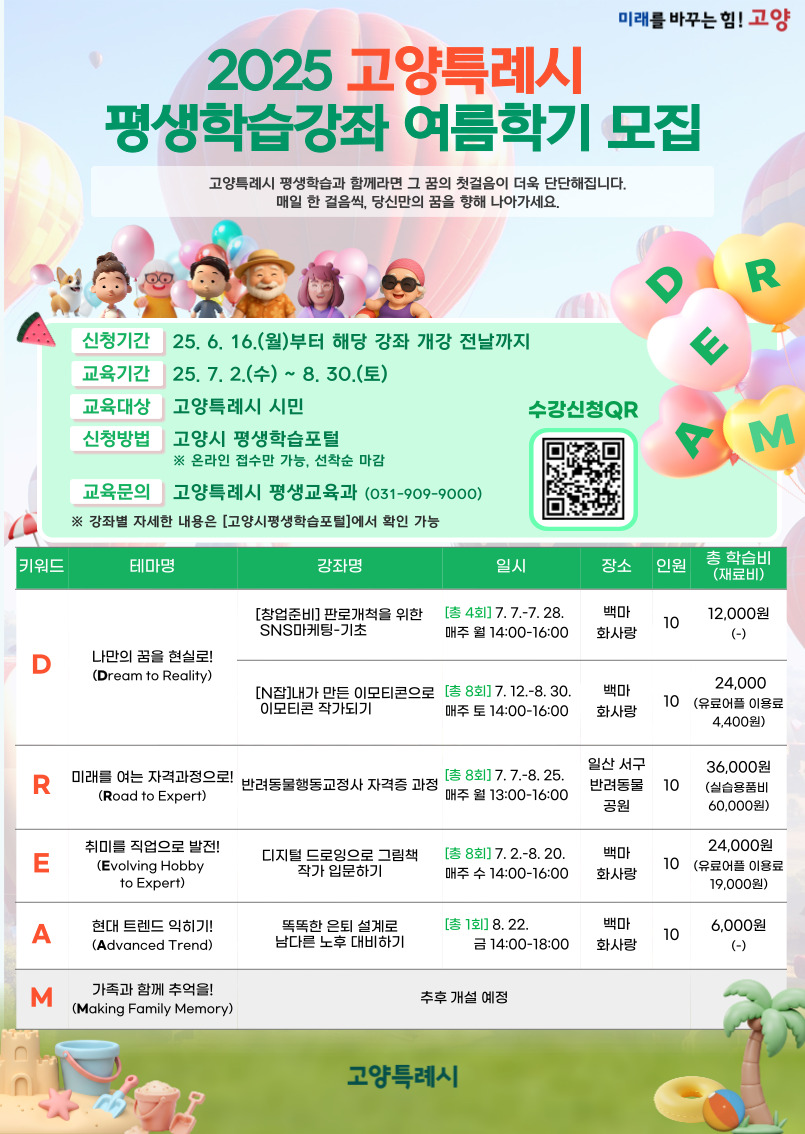 미래를 바꾸는 힘! 고양
2025 고양특례시
평생학습강좌 여름학기 모집
고양특례시 평생학습과 함께라면 그 꿈의 첫걸음이 더욱 단단해집니다.
매일 한 걸음씩, 당신만의 꿈을 향해 나아가세요.
D
R
E
A
M
신청기간 25. 6. 16.(월)부터 해당 강좌 개강 전날까지
교육기간 25. 7. 2.(수) ~ 8. 30.(토)
교육대상 고양특례시 시민
신청방법 고양시 평생학습포털
※ 온라인 접수만 가능, 선착순 마감
교육문의 고양특례시 평생교육과 (031-909-9000)
※ 강좌별 자세한 내용은 [고양시평생학습포털]에서 확인 가능
수강신청QR
키워드 테마명 강좌명 일시 장소 인원 총 학습비
(재료비)
D
나만의 꿈을 현실로!
(Dream to Reality)
[창업준비] 판로개척을 위한
SNS마케팅-기초
[총 4회] 7. 7.-7. 28.
매주 월 14:00-16:00
백마
화사랑
10
12,000원
(-)
[N잡]내가 만든 이모티콘으로
이모티콘 작가되기
[총 8회] 7. 12.-8. 30.
매주 토 14:00-16:00
백마
화사랑
10
24,000
(유료어플 이용료
4,400원)
R
미래를 여는 자격과정으로!
(Road to Expert)
반려동물행동교정사 자격증 과정
[총 8회] 7. 7.-8. 25.
매주 월 13:00-16:00
일산 서구
반려동물
공원
10
36,000원
(실습용품비
60,000원)
E
취미를 직업으로 발전!
(Evolving Hobby
to Expert)
디지털 드로잉으로 그림책
작가 입문하기
[총 8회] 7. 2.-8. 20.
매주 수 14:00-16:00
백마
화사랑
10
24,000원
(유료어플 이용료
19,000원)
A
현대 트렌드 익히기!
(Advanced Trend)
똑똑한 은퇴 설계로
남다른 노후 대비하기
[총 1회] 8. 22.
금 14:00-18:00
백마
화사랑
10
6,000원
(-)
M
가족과 함께 추억을!
(Making Family Memory)
추후 개설 예정
고양특례시